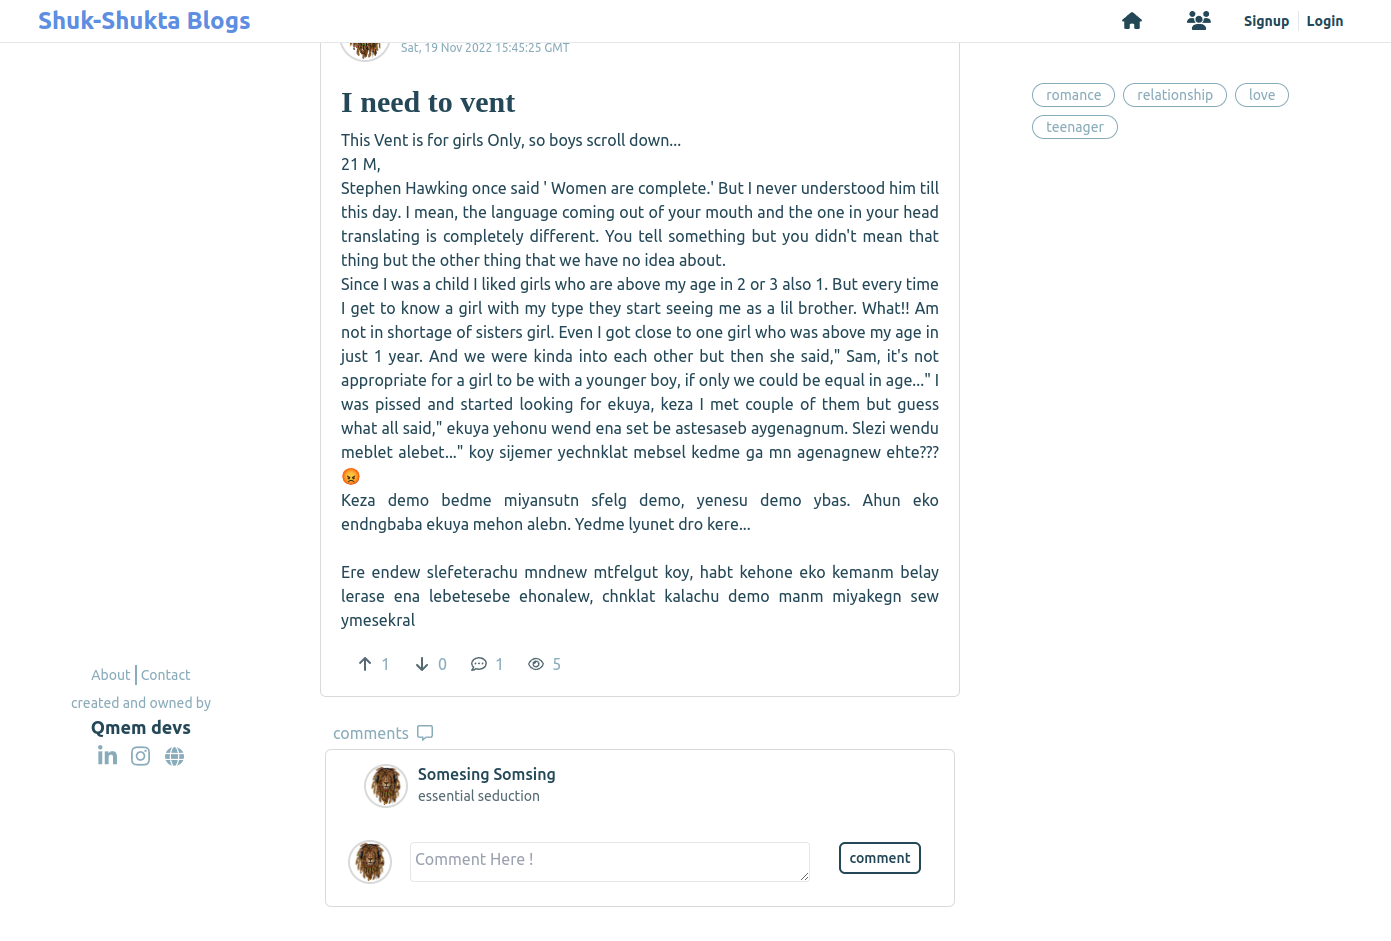 Shuk-Shukta Blogs
Signup
Login
Sat, 19 Nov 2022 15:45:25 GMT
romance
relationship
love
teenager
I need to vent
This Vent is for girls Only, so boys scroll down...
21 M,
Stephen Hawking once said ' Women are complete.' But I never understood him till
this day. I mean, the language coming out of your mouth and the one in your head
translating is completely different. You tell something but you didn't mean that
thing but the other thing that we have no idea about.
Since I was a child I liked girls who are above my age in 2 or 3 also 1. But every time
I get to know a girl with my type they start seeing me as a lil brother. What!! Am
not in shortage of sisters girl. Even I got close to one girl who was above my age in
just 1 year. And we were kinda into each other but then she said," Sam, it's not
appropriate for a girl to be with a younger boy, if only we could be equal in age..." I
was pissed and started looking for ekuya, keza I met couple of them but guess
what all said," ekuya yehonu wend ena set be astesaseb aygenagnum. Slezi wendu
meblet alebet..." koy sijemer yechnklat mebsel kedme ga mn agenagnew ehte???
😡
Keza demo bedme miyansutn sfelg demo, yenesu demo ybas. Ahun eko
endngbaba ekuya mehon alebn. Yedme lyunet dro kere...
Ere endew slefeterachu mndnew mtfelgut koy, habt kehone eko kemanm belay
lerase ena lebetesebe ehonalew, chnklat kalachu demo manm miyakegn sew
ymesekral
1
0
1
5
About
Contact
created and owned by
Qmem devs
comments
Somesing Somsing
essential seduction
Comment Here !
comment